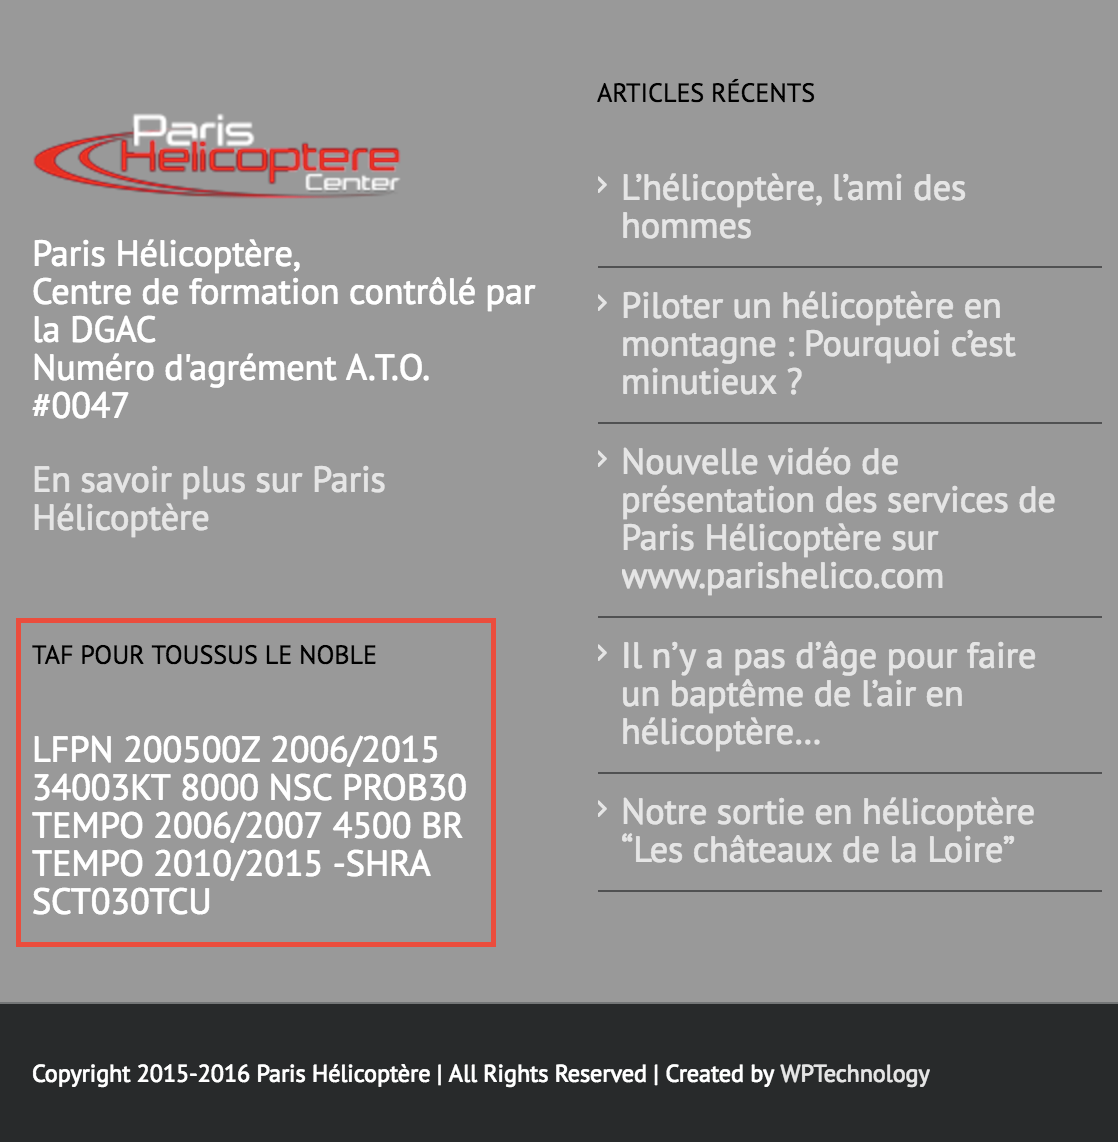 Paris
Helicoptere
Center
Paris Hélicoptère,
Centre de formation contrôlé par
la DGAC
Numéro d'agrément A.T.O.
#0047
En savoir plus sur Paris
Hélicoptère
TAF POUR TOUSSUS LE NOBLE
LFPN 200500Z 2006/2015
34003KT 8000 NSC PROB30
TEMPO 2006/2007 4500 BR
TEMPO 2010/2015 -SHRA
SCT030TCU
ARTICLES RÉCENTS
L’hélicoptère, l’ami des
hommes
Piloter un hélicoptère en
montagne : Pourquoi c’est
minutieux ?
Nouvelle vidéo de
présentation des services de
Paris Hélicoptère sur
www.parishelico.com
Il n’y a pas d’âge pour faire
un baptême de l’air en
hélicoptère…
Notre sortie en hélicoptère
“Les châteaux de la Loire”
Copyright 2015-2016 Paris Hélicoptère | All Rights Reserved | Created by WPTechnology